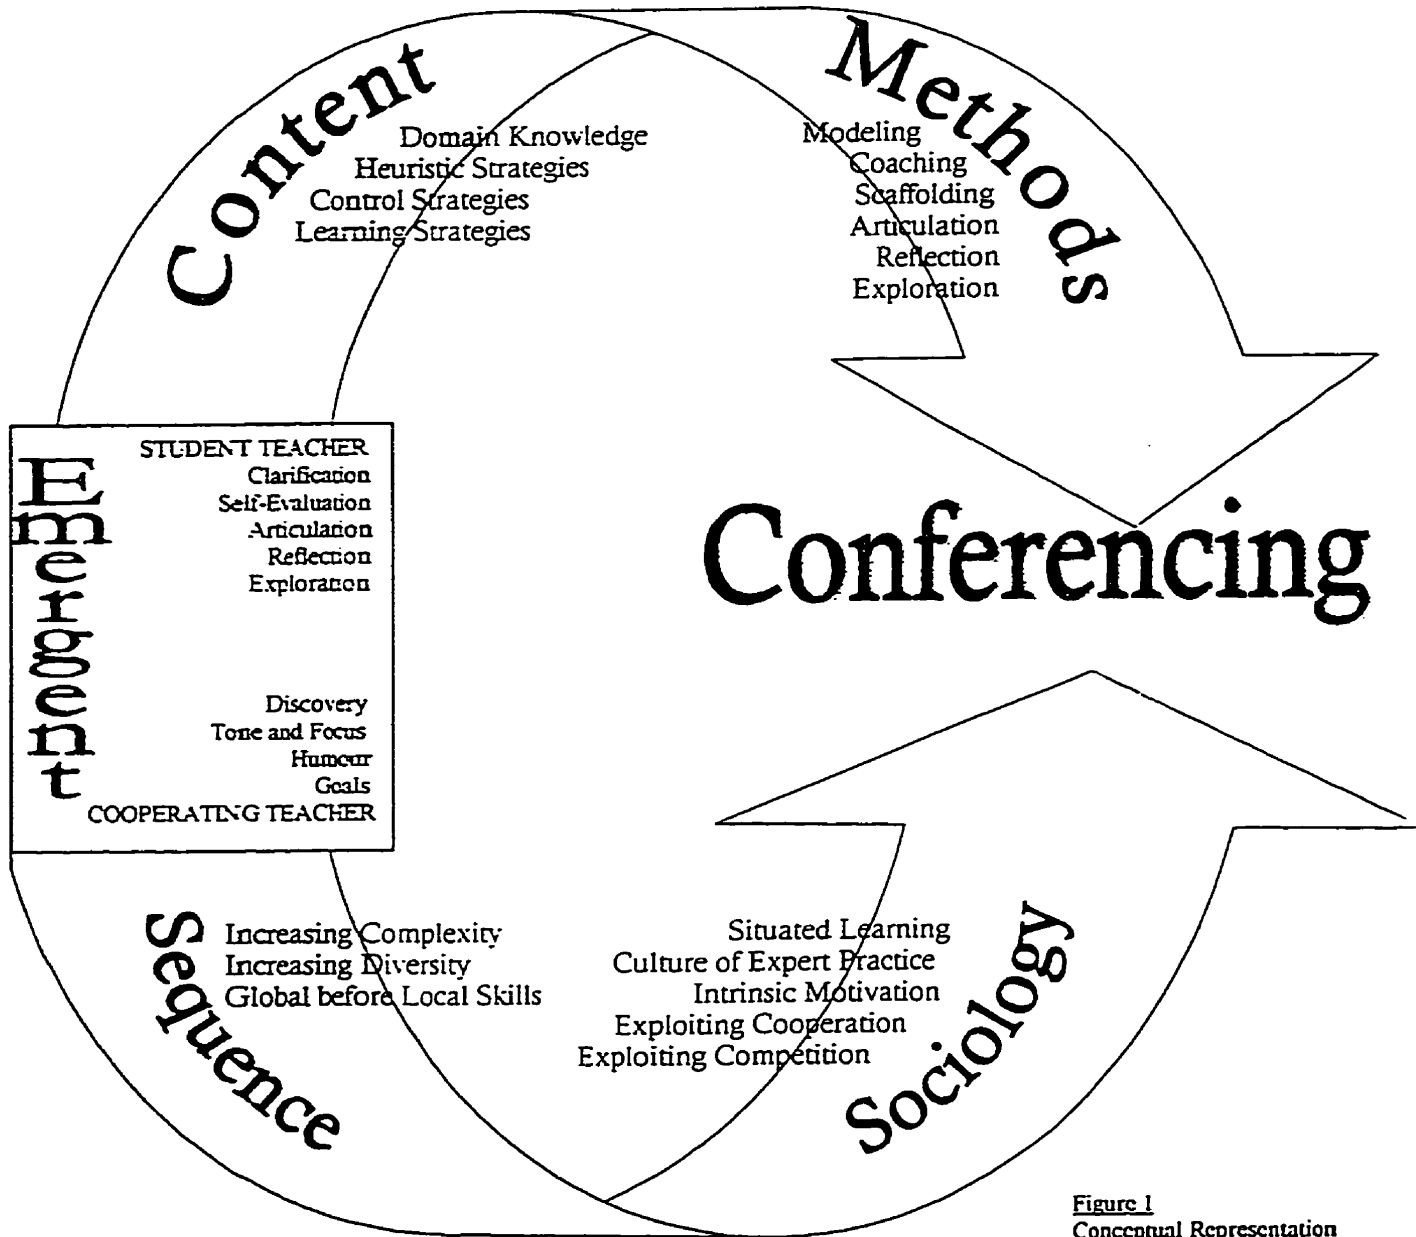 Content
Domain Knowledge
Heuristic Strategies
Control Strategies
Learning Strategies
Methods
Modeling
Coaching
Scaffolding
Articulation
Reflection
Exploration
Emergent
STUDENT TEACHER
Clarification
Self-Evaluation
Articulation
Reflection
Exploration
Discovery
Tone and Focus
Humour
Goals
COOPERATING TEACHER
Conferencing
Sequence
Increasing Complexity
Increasing Diversity
Global before Local Skills
Sociology
Situated Learning
Culture of Expert Practice
Intrinsic Motivation
Exploiting Cooperation
Exploiting Competition
Figure 1
Conceptual Representation